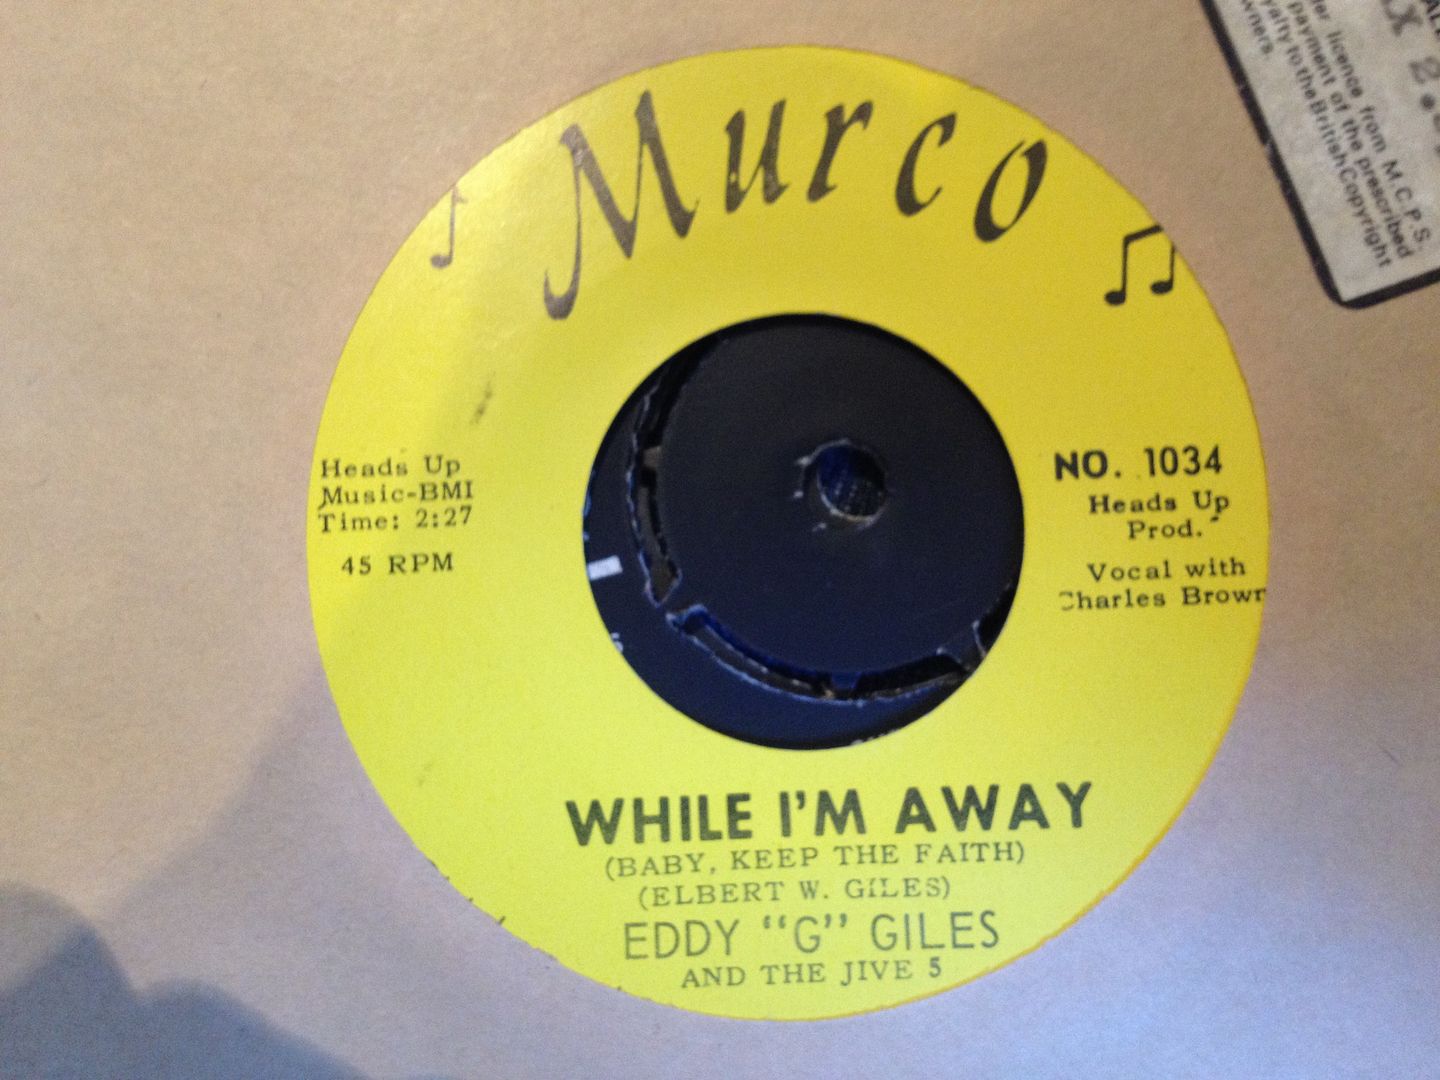 Murco
Heads Up
Music-BMI
Time: 2:27
45 RPM
NO. 1034
Heads Up
Prod.
Vocal with
Charles Brown
WHILE I'M AWAY
(BABY, KEEP THE FAITH)
(ELBERT W. GILES)
EDDY "G" GILES
AND THE JIVE 5
licence from M.C.P.S.
payment of the prescribed
to the British Copyright